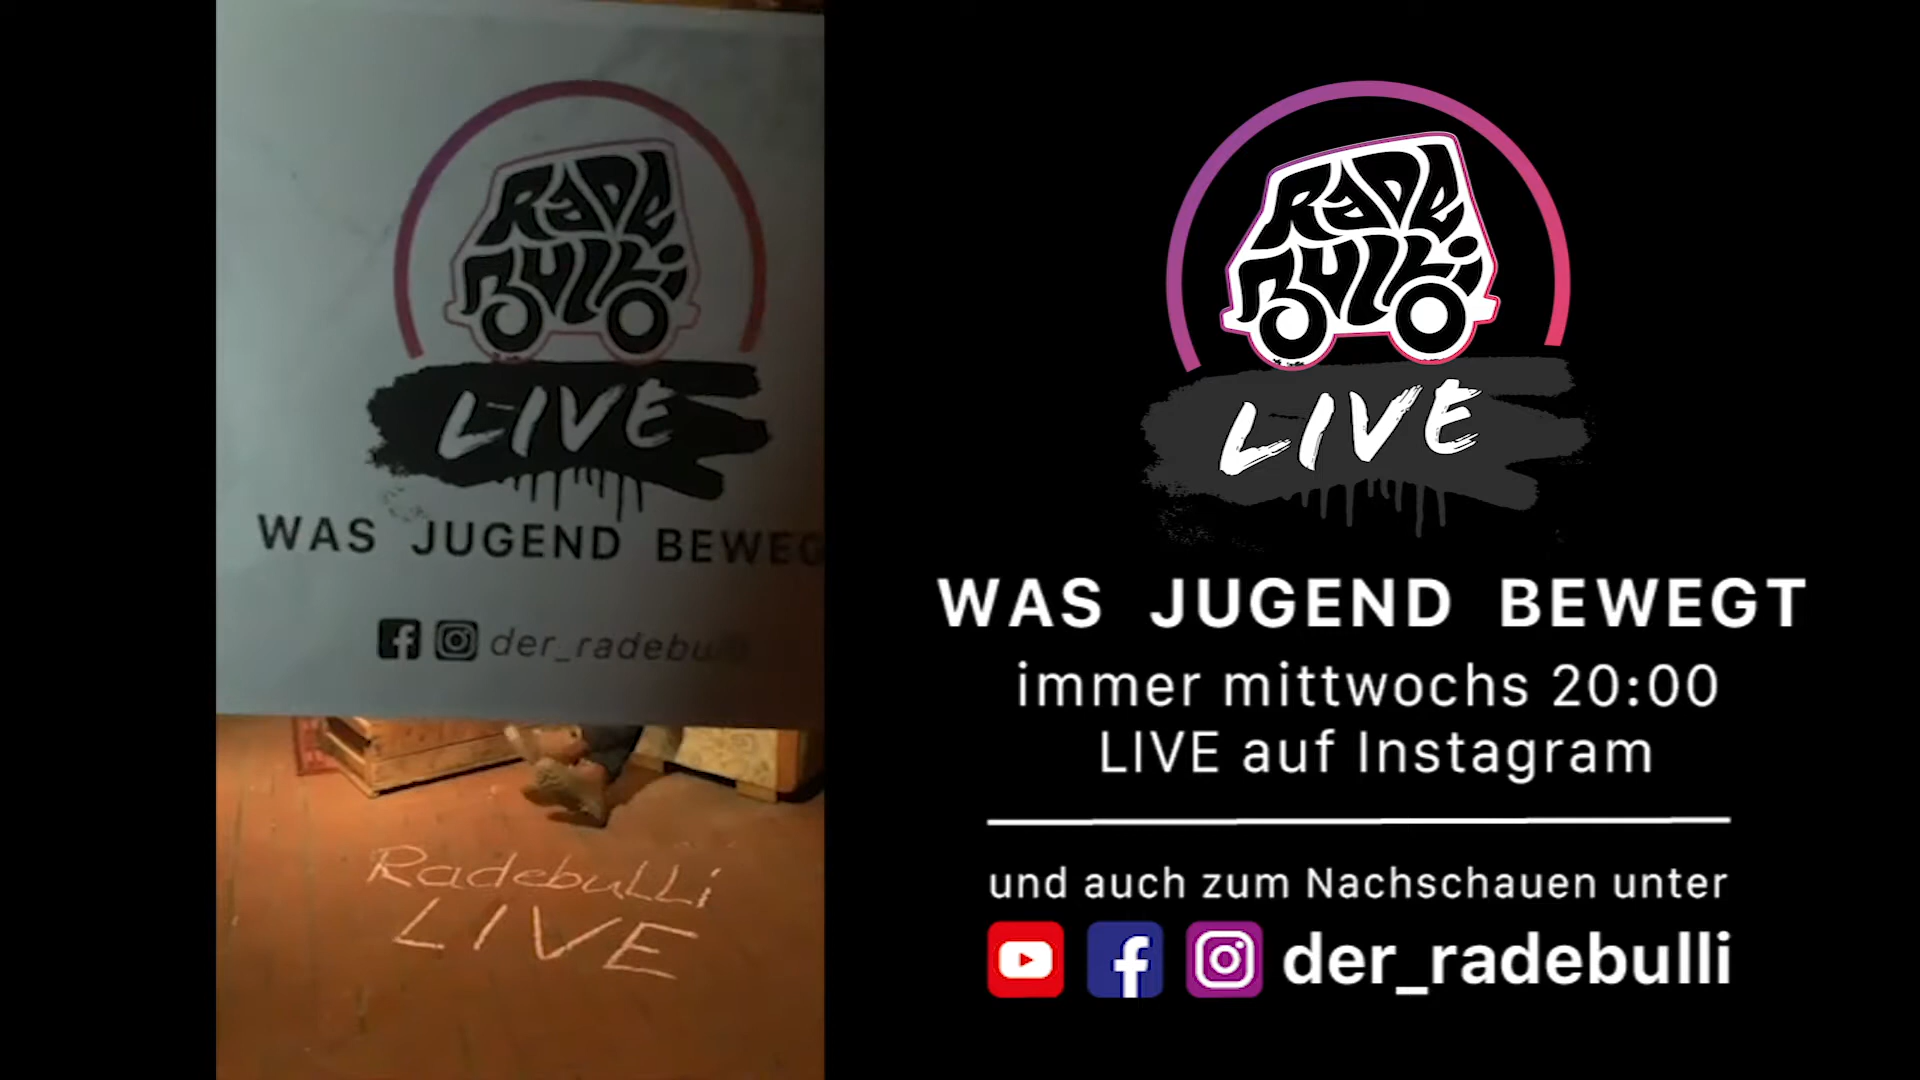 RADE
BULLI
LIVE
WAS JUGEND BEWEG
der_radebulli
RadebuLLi
LIVE
RADE
BULLI
LIVE
WAS JUGEND BEWEGT
immer mittwochs 20:00
LIVE auf Instagram
und auch zum Nachschauen unter
der_radebulli